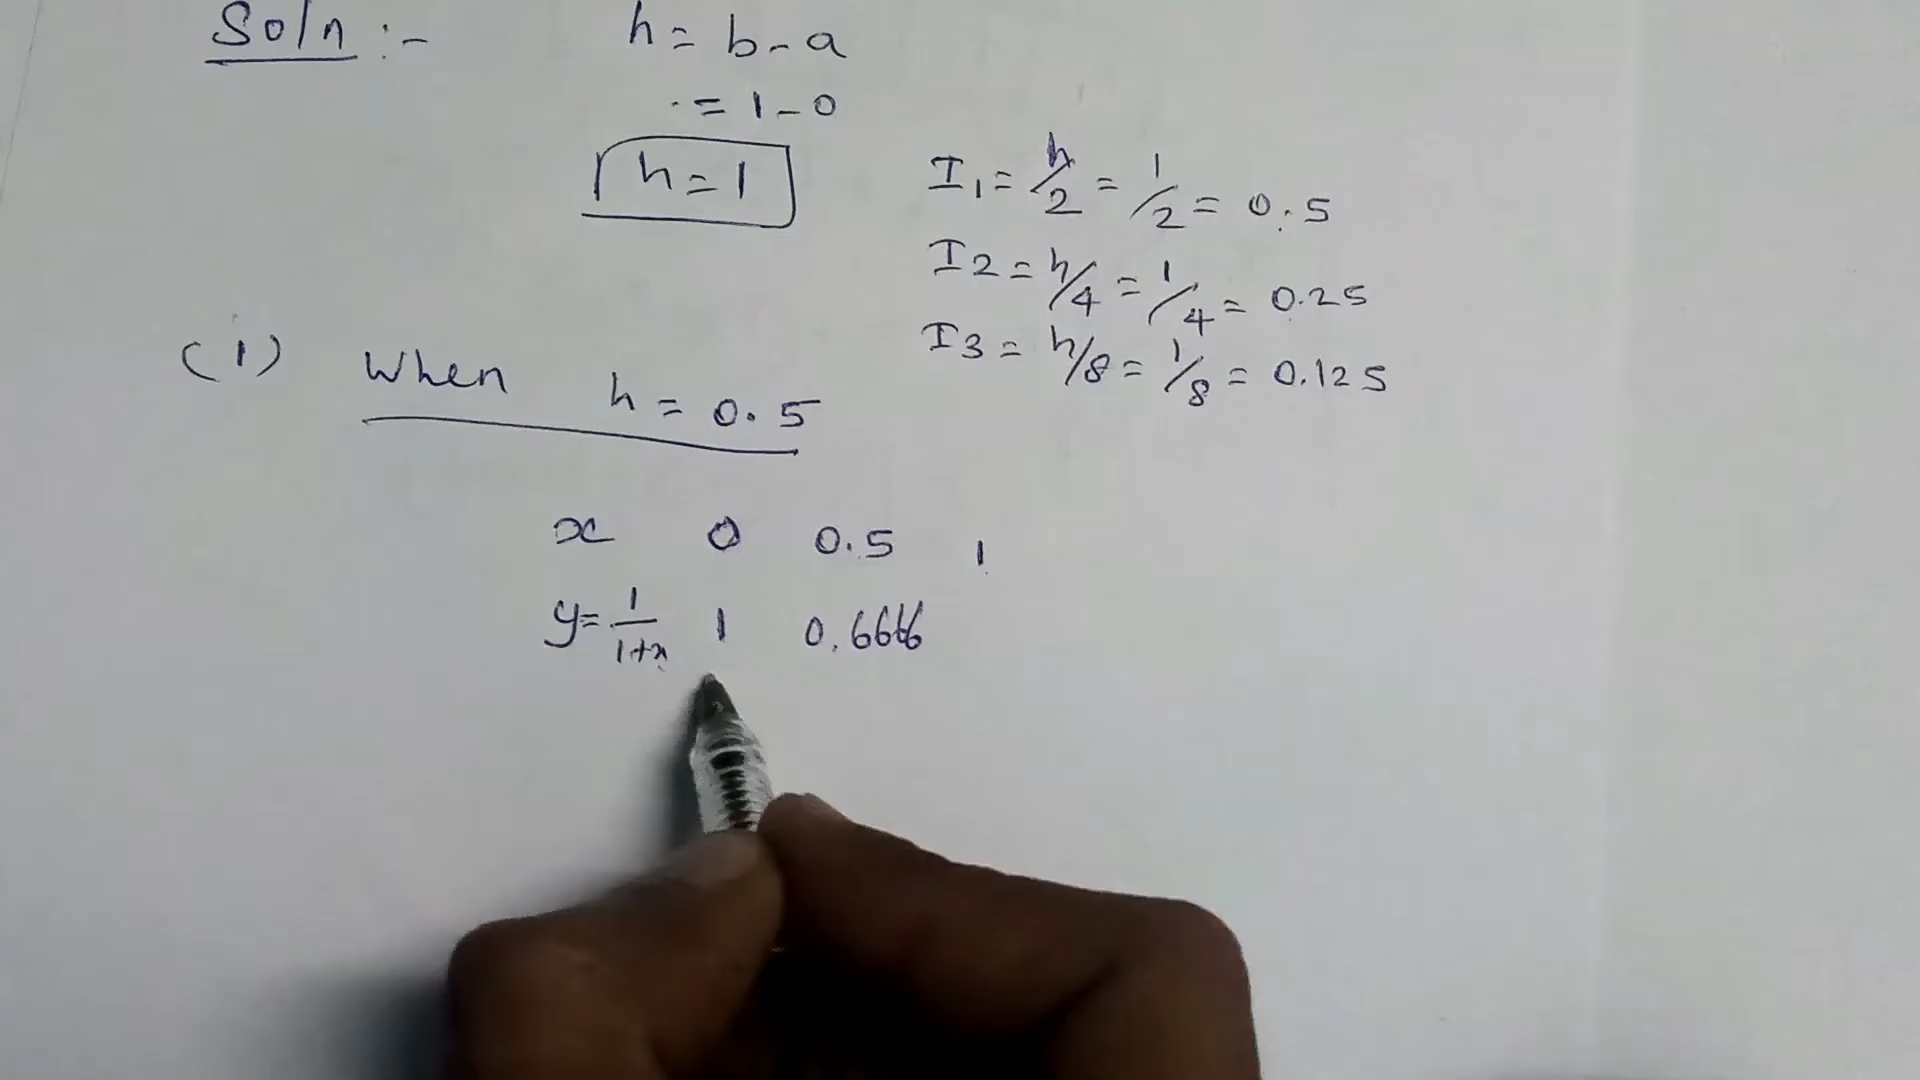 Soln :- h = b - a
= 1 - 0
h = 1
I1 = h/2 = 1/2 = 0.5
I2 = h/4 = 1/4 = 0.25
I3 = h/8 = 1/8 = 0.125
(1) When h = 0.5
x 0 0.5 1
y = 1/1+x 1 0.6666